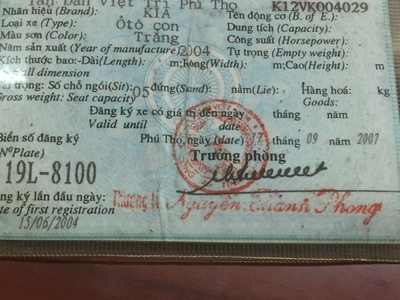 Tân Dân Việt Trì Phú Thọ K12VK004029
Nhãn hiệu(Brand): KIA Tên động cơ (B. of E.):
Loại xe (Type): Ôtô con Dung tích (Capacity):
Màu sơn (Color): Trắng Công suất (Horsepower):
Năm sản xuất (Year of manufacture)2004 Tự trọng (Empty weight):
Kích thước bao:-Dài(Length): m;Rộng(Width): m;-Cao(Height): m
all dimension
trọng: Số chỗ ngồi(Sit): 05 đứng(Sand): nằm(Lie): Hàng hoá: kg
Gross weight: Seat capacity Goods:
Đăng ký xe có giá trị đến ngày tháng năm
Valid until date
Biển số đăng ký Phú Thọ,ngày (date) tháng 09 năm 2007
(NºPlate) Trưởng phòng
19L-8100
Đăng ký lần đầu ngày: Thượng tá Nguyễn Thanh Phong
Date of first registration
15/06/2004